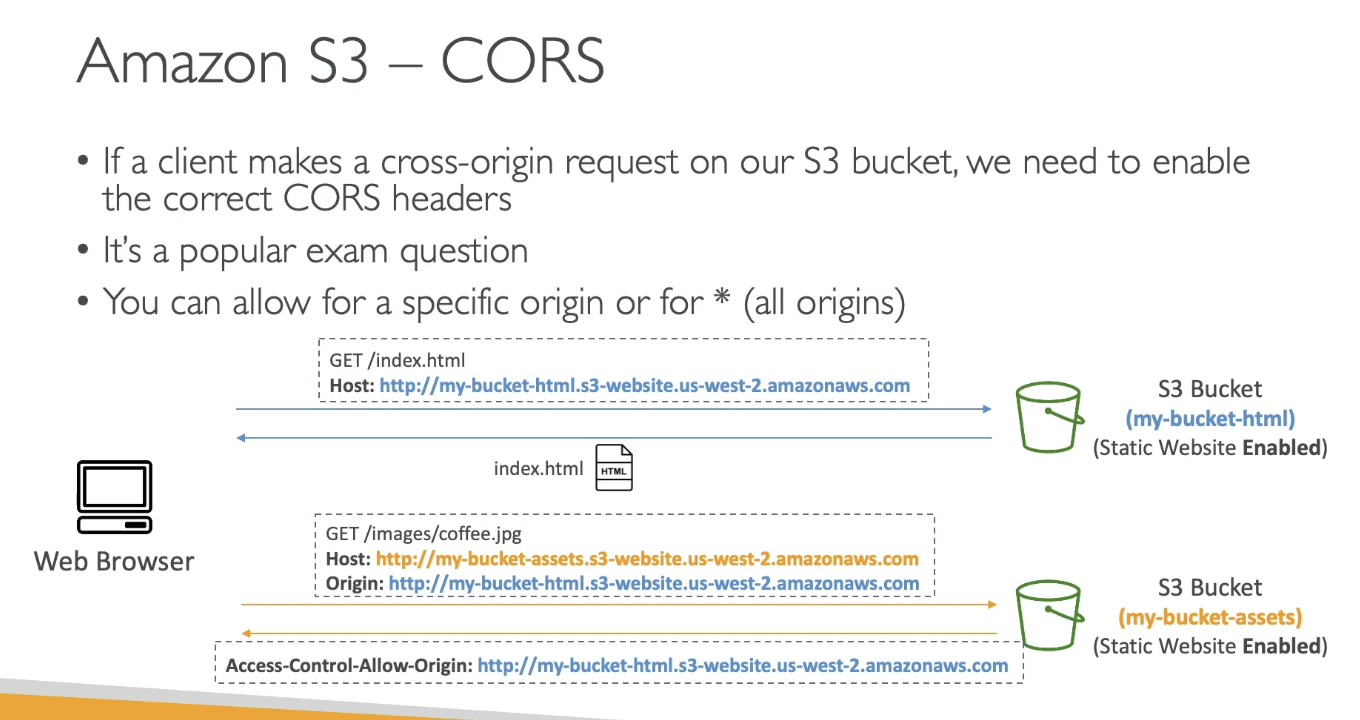 Amazon S3 – CORS
• If a client makes a cross-origin request on our S3 bucket, we need to enable
the correct CORS headers
• It's a popular exam question
• You can allow for a specific origin or for * (all origins)
GET /index.html
Host: http://my-bucket-html.s3-website.us-west-2.amazonaws.com
S3 Bucket
(my-bucket-html)
(Static Website Enabled)
index.html
HTML
Web Browser
GET /images/coffee.jpg
Host: http://my-bucket-assets.s3-website.us-west-2.amazonaws.com
Origin: http://my-bucket-html.s3-website.us-west-2.amazonaws.com
S3 Bucket
(my-bucket-assets)
(Static Website Enabled)
Access-Control-Allow-Origin: http://my-bucket-html.s3-website.us-west-2.amazonaws.com